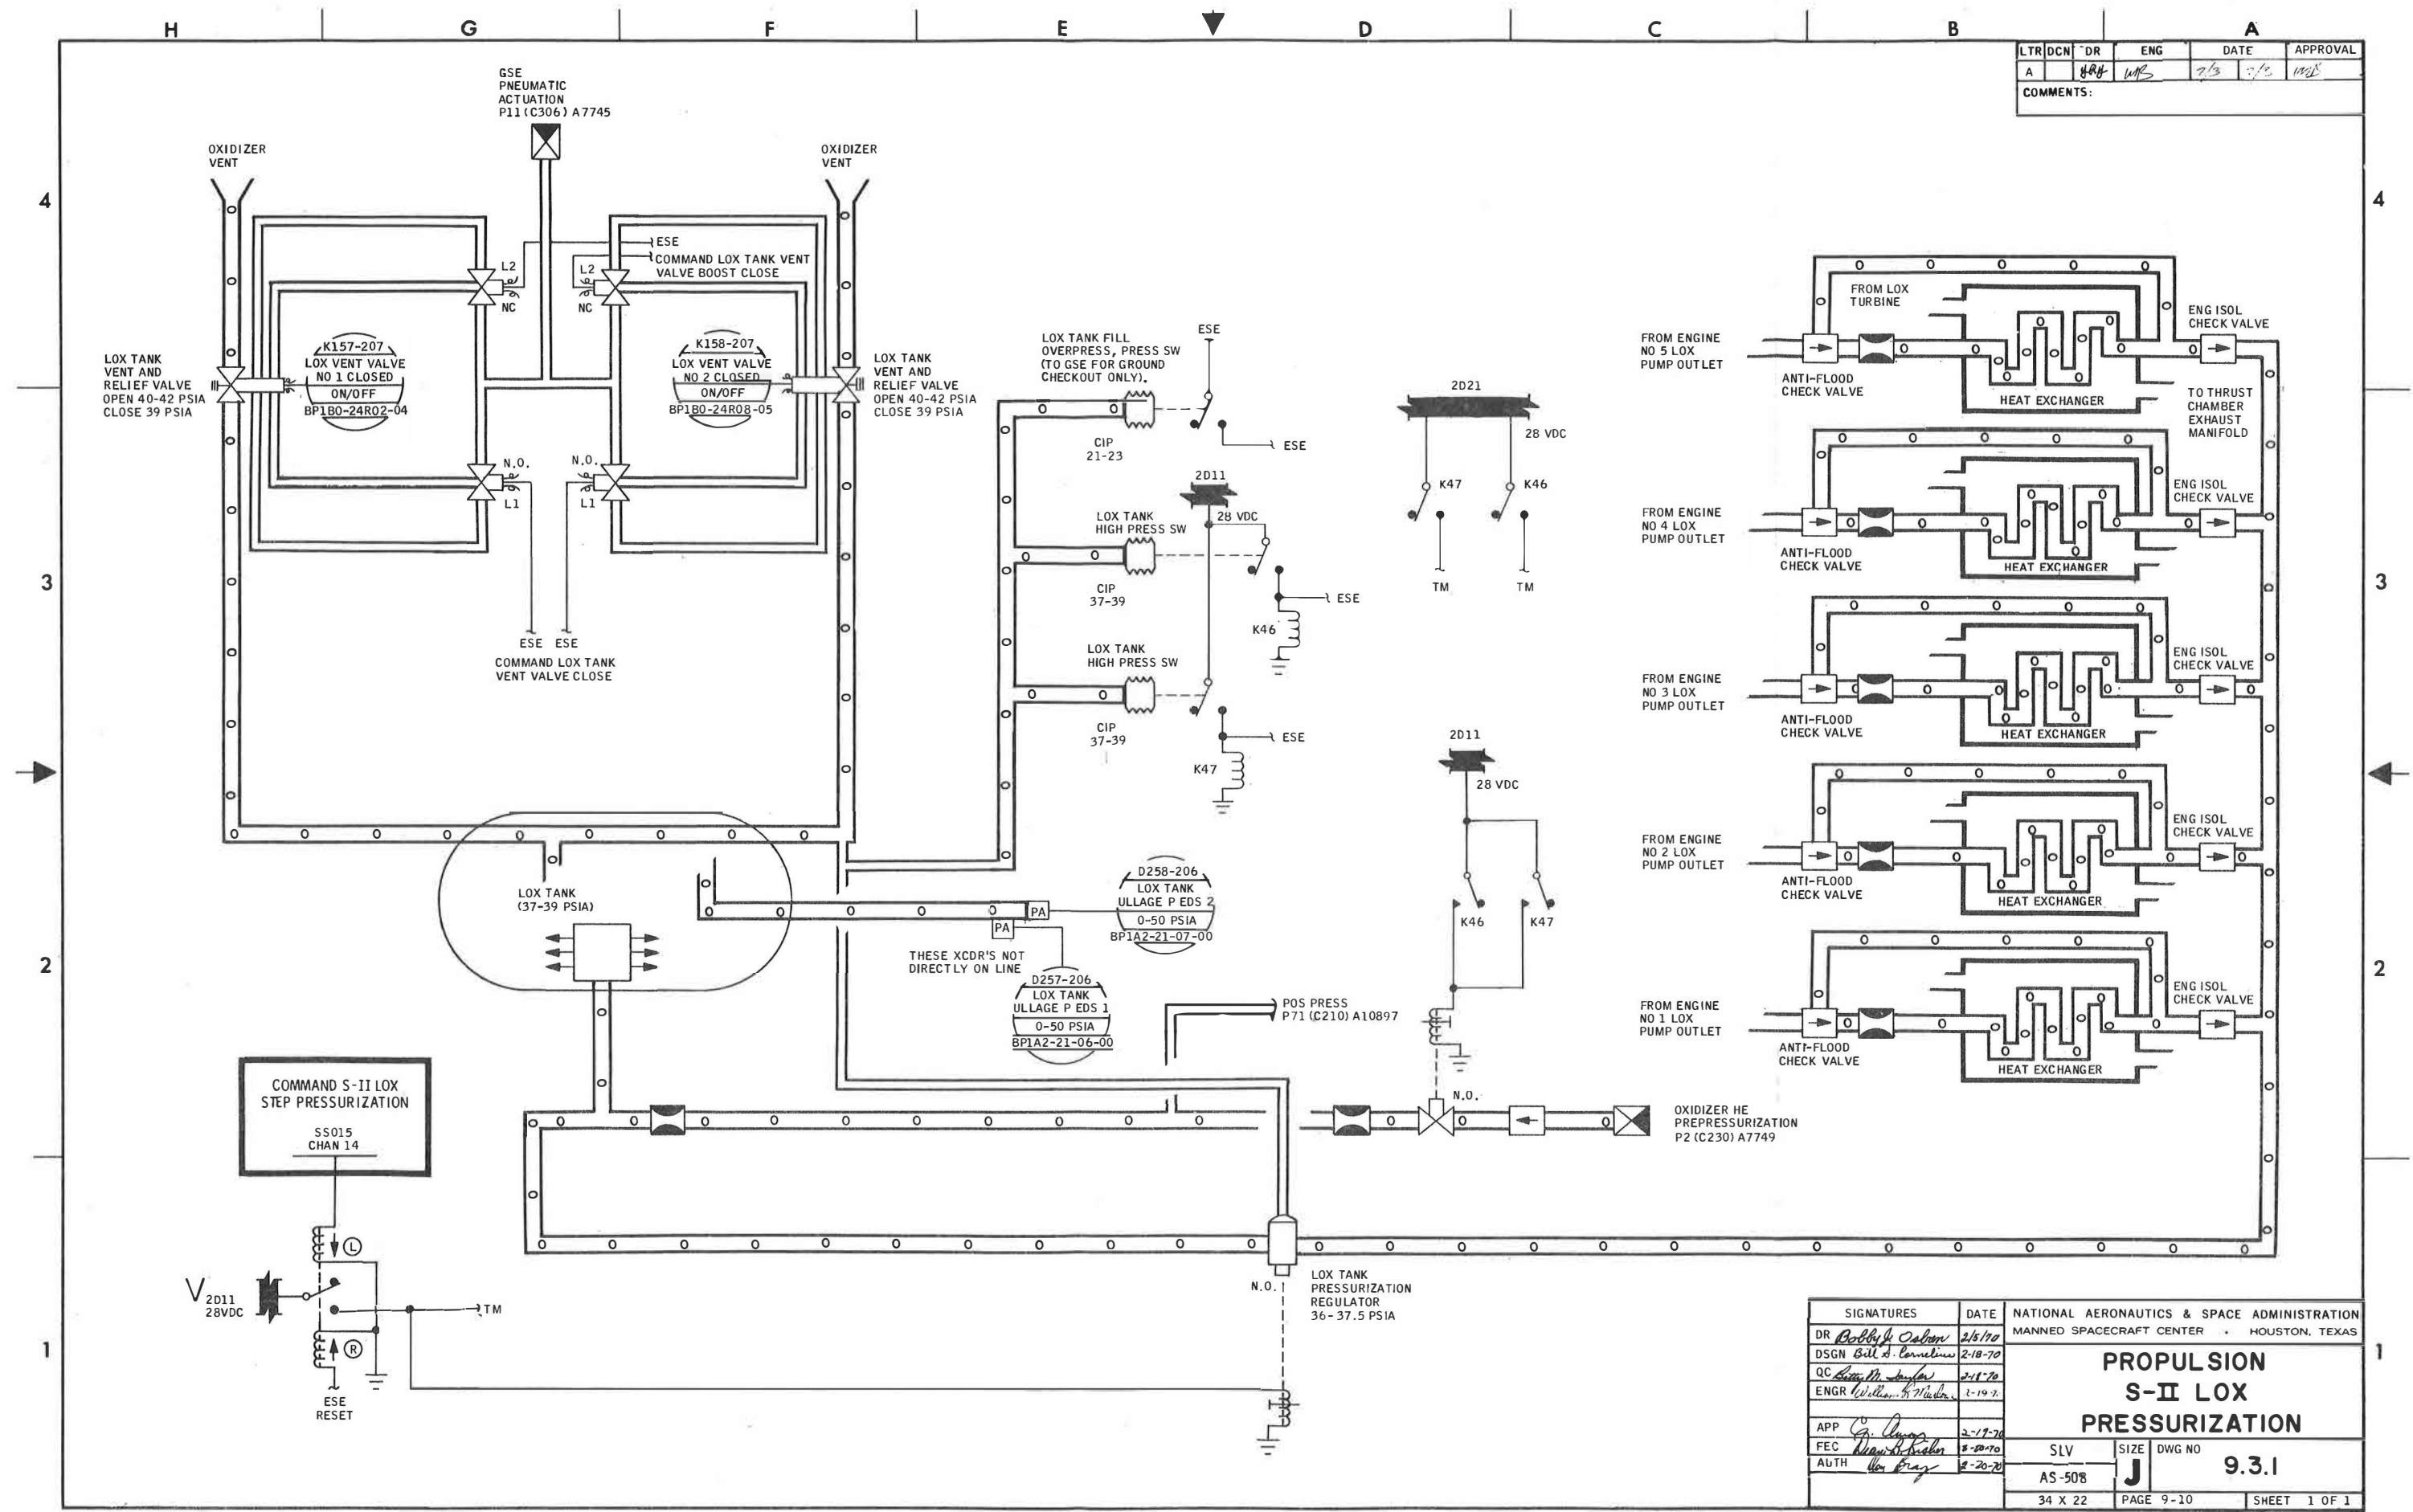 H
G
F
E
D
C
B
A
LTR DCN DR ENG DATE APPROVAL
A WB 7/3
COMMENTS:
4
4
3
3
2
2
1
1
GSE
PNEUMATIC
ACTUATION
P11 (C306) A7745
OXIDIZER
VENT
OXIDIZER
VENT
ESE
COMMAND LOX TANK VENT
VALVE BOOST CLOSE
L2
NC
L2
NC
K157-207
LOX VENT VALVE
NO 1 CLOSED
ON/OFF
BP1B0-24R02-04
K158-207
LOX VENT VALVE
NO 2 CLOSED
ON/OFF
BP1B0-24R08-05
LOX TANK
VENT AND
RELIEF VALVE
OPEN 40-42 PSIA
CLOSE 39 PSIA
LOX TANK
VENT AND
RELIEF VALVE
OPEN 40-42 PSIA
CLOSE 39 PSIA
N.O.
L1
N.O.
L1
ESE ESE
COMMAND LOX TANK
VENT VALVE CLOSE
LOX TANK FILL
OVERPRESS, PRESS SW
(TO GSE FOR GROUND
CHECKOUT ONLY).
ESE
CIP
21-23
ESE
2D11
28 VDC
LOX TANK
HIGH PRESS SW
CIP
37-39
ESE
K46
LOX TANK
HIGH PRESS SW
CIP
37-39
ESE
K47
2D21
28 VDC
K47
K46
TM
TM
2D11
28 VDC
K46
K47
LOX TANK
(37-39 PSIA)
PA
PA
THESE XCDR'S NOT
DIRECTLY ON LINE
D258-206
LOX TANK
ULLAGE P EDS 2
0-50 PSIA
BP1A2-21-07-00
D257-206
LOX TANK
ULLAGE P EDS 1
0-50 PSIA
BP1A2-21-06-00
POS PRESS
P71 (C210) A10897
N.O.
OXIDIZER HE
PREPRESSURIZATION
P2 (C230) A7749
FROM ENGINE
NO 5 LOX
PUMP OUTLET
FROM LOX
TURBINE
ANTI-FLOOD
CHECK VALVE
HEAT EXCHANGER
ENG ISOL
CHECK VALVE
TO THRUST
CHAMBER
EXHAUST
MANIFOLD
FROM ENGINE
NO 4 LOX
PUMP OUTLET
ANTI-FLOOD
CHECK VALVE
HEAT EXCHANGER
ENG ISOL
CHECK VALVE
FROM ENGINE
NO 3 LOX
PUMP OUTLET
ANTI-FLOOD
CHECK VALVE
HEAT EXCHANGER
ENG ISOL
CHECK VALVE
FROM ENGINE
NO 2 LOX
PUMP OUTLET
ANTI-FLOOD
CHECK VALVE
HEAT EXCHANGER
ENG ISOL
CHECK VALVE
FROM ENGINE
NO 1 LOX
PUMP OUTLET
ANTI-FLOOD
CHECK VALVE
HEAT EXCHANGER
ENG ISOL
CHECK VALVE
COMMAND S-II LOX
STEP PRESSURIZATION
SS015
CHAN 14
L
V
2D11
28VDC
TM
R
ESE
RESET
N.O.
LOX TANK
PRESSURIZATION
REGULATOR
36-37.5 PSIA
SIGNATURES DATE
DR Bobby J. Osborn 2/5/70
DSGN Bill S. Cornelius 2-18-70
QC Betty M.
ENGR William
APP 2-19-70
FEC
AUTH Don Bray 2-20-70
NATIONAL AERONAUTICS & SPACE ADMINISTRATION
MANNED SPACECRAFT CENTER . HOUSTON, TEXAS
PROPULSION
S-II LOX
PRESSURIZATION
SLV
AS-508
SIZE
J
DWG NO
9.3.1
34 X 22
PAGE 9-10
SHEET 1 OF 1